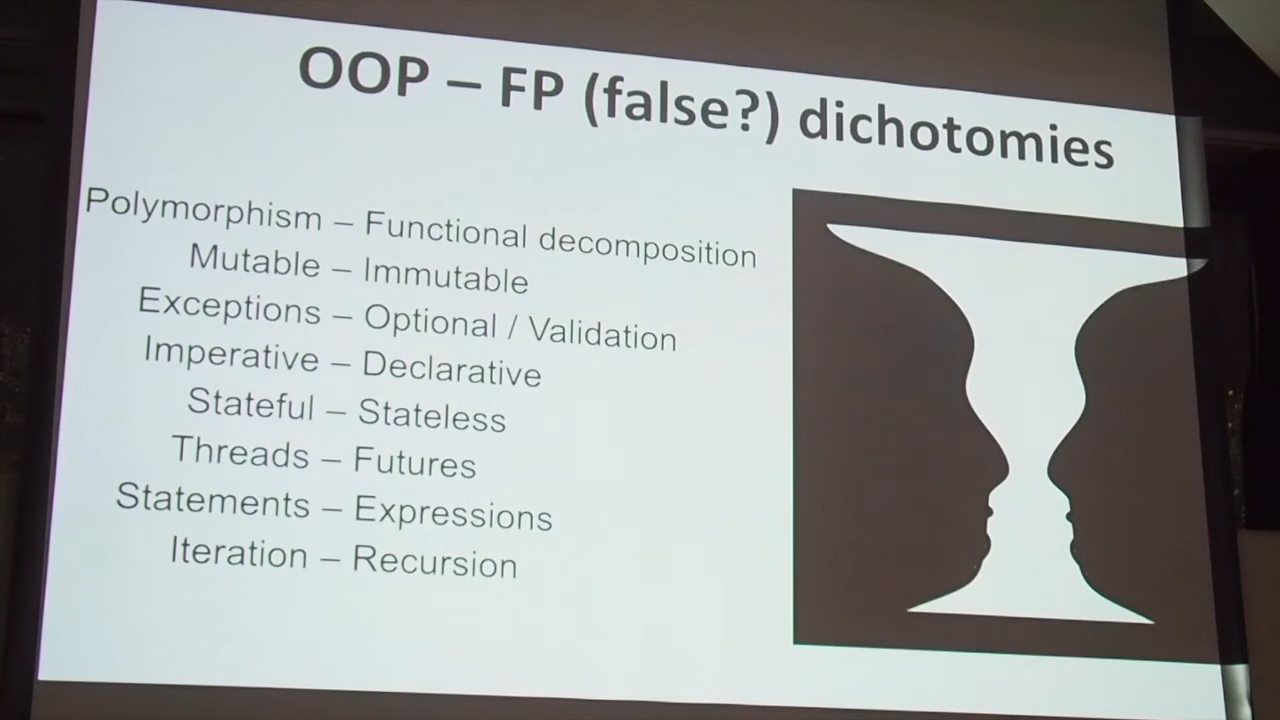 OOP – FP (false?) dichotomies
Polymorphism – Functional decomposition
Mutable – Immutable
Exceptions – Optional / Validation
Imperative – Declarative
Stateful – Stateless
Threads – Futures
Statements – Expressions
Iteration – Recursion